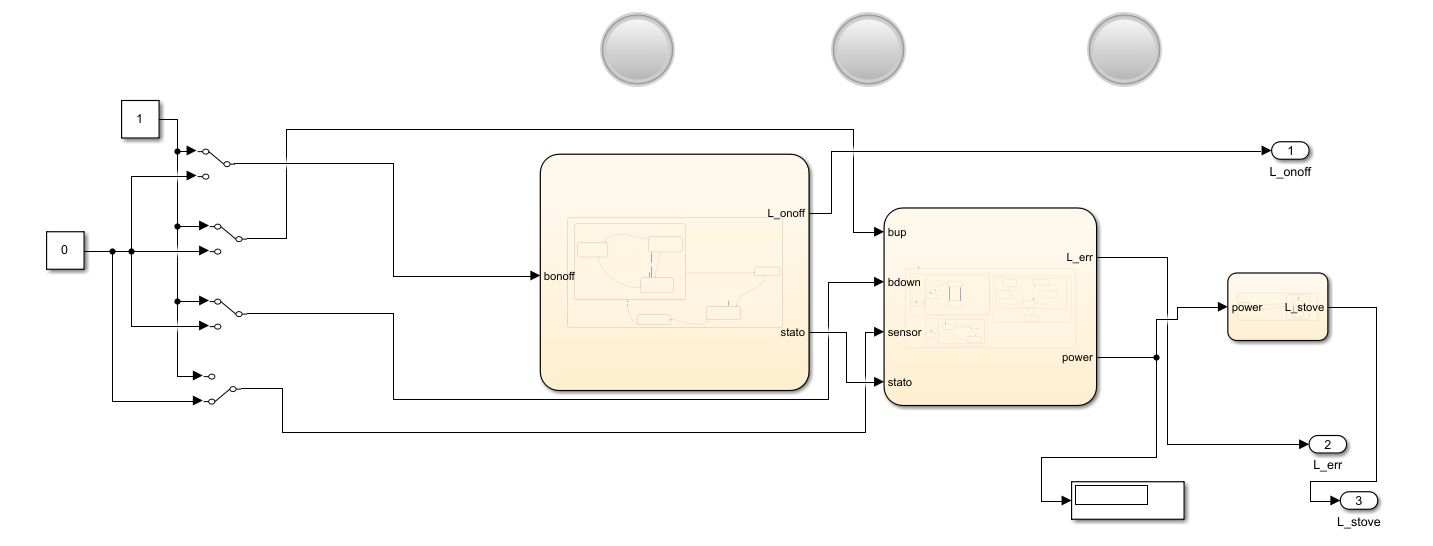 1
1
L_onoff
L_onoff
bup
0
L_err
bonoff
bdown
power
L_stove
stato
sensor
power
stato
2
L_err
3
L_stove